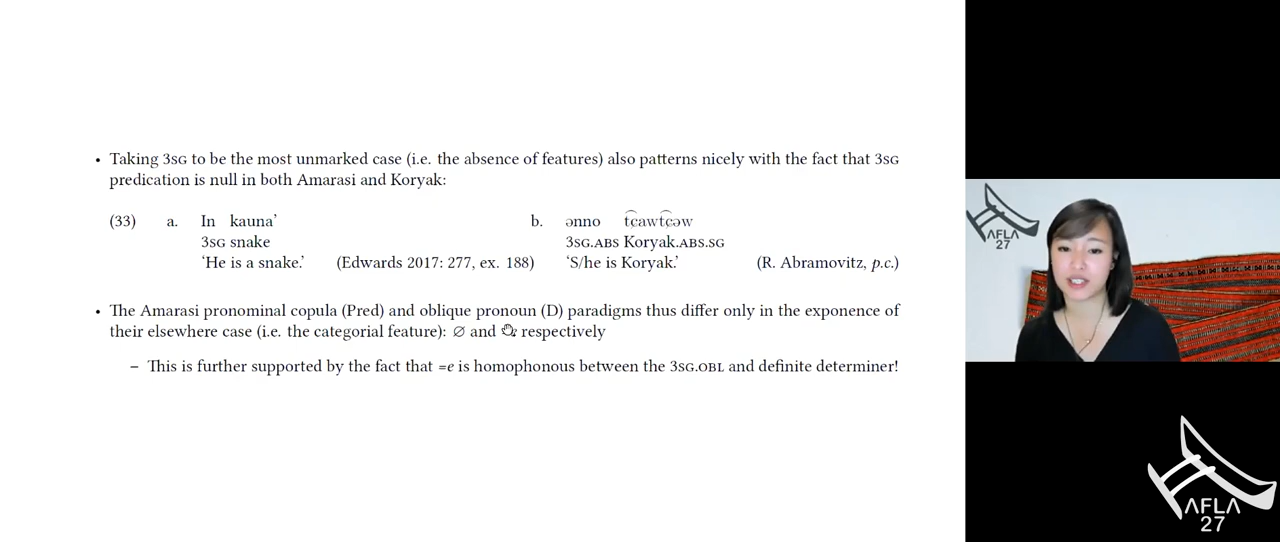 • Taking 3SG to be the most unmarked case (i.e. the absence of features) also patterns nicely with the fact that 3SG
predication is null in both Amarasi and Koryak:
(33) a. In kauna’ b. ənno t͡ɕawt͡ɕəw
3SG snake 3SG.ABS Koryak.ABS.SG
‘He is a snake.’ (Edwards 2017: 277, ex. 188) ‘S/he is Koryak.’ (R. Abramovitz, p.c.)
• The Amarasi pronominal copula (Pred) and oblique pronoun (D) paradigms thus differ only in the exponence of
their elsewhere case (i.e. the categorial feature): ∅ and respectively
– This is further supported by the fact that =e is homophonous between the 3SG.OBL and definite determiner!
AFLA
27
AFLA
27